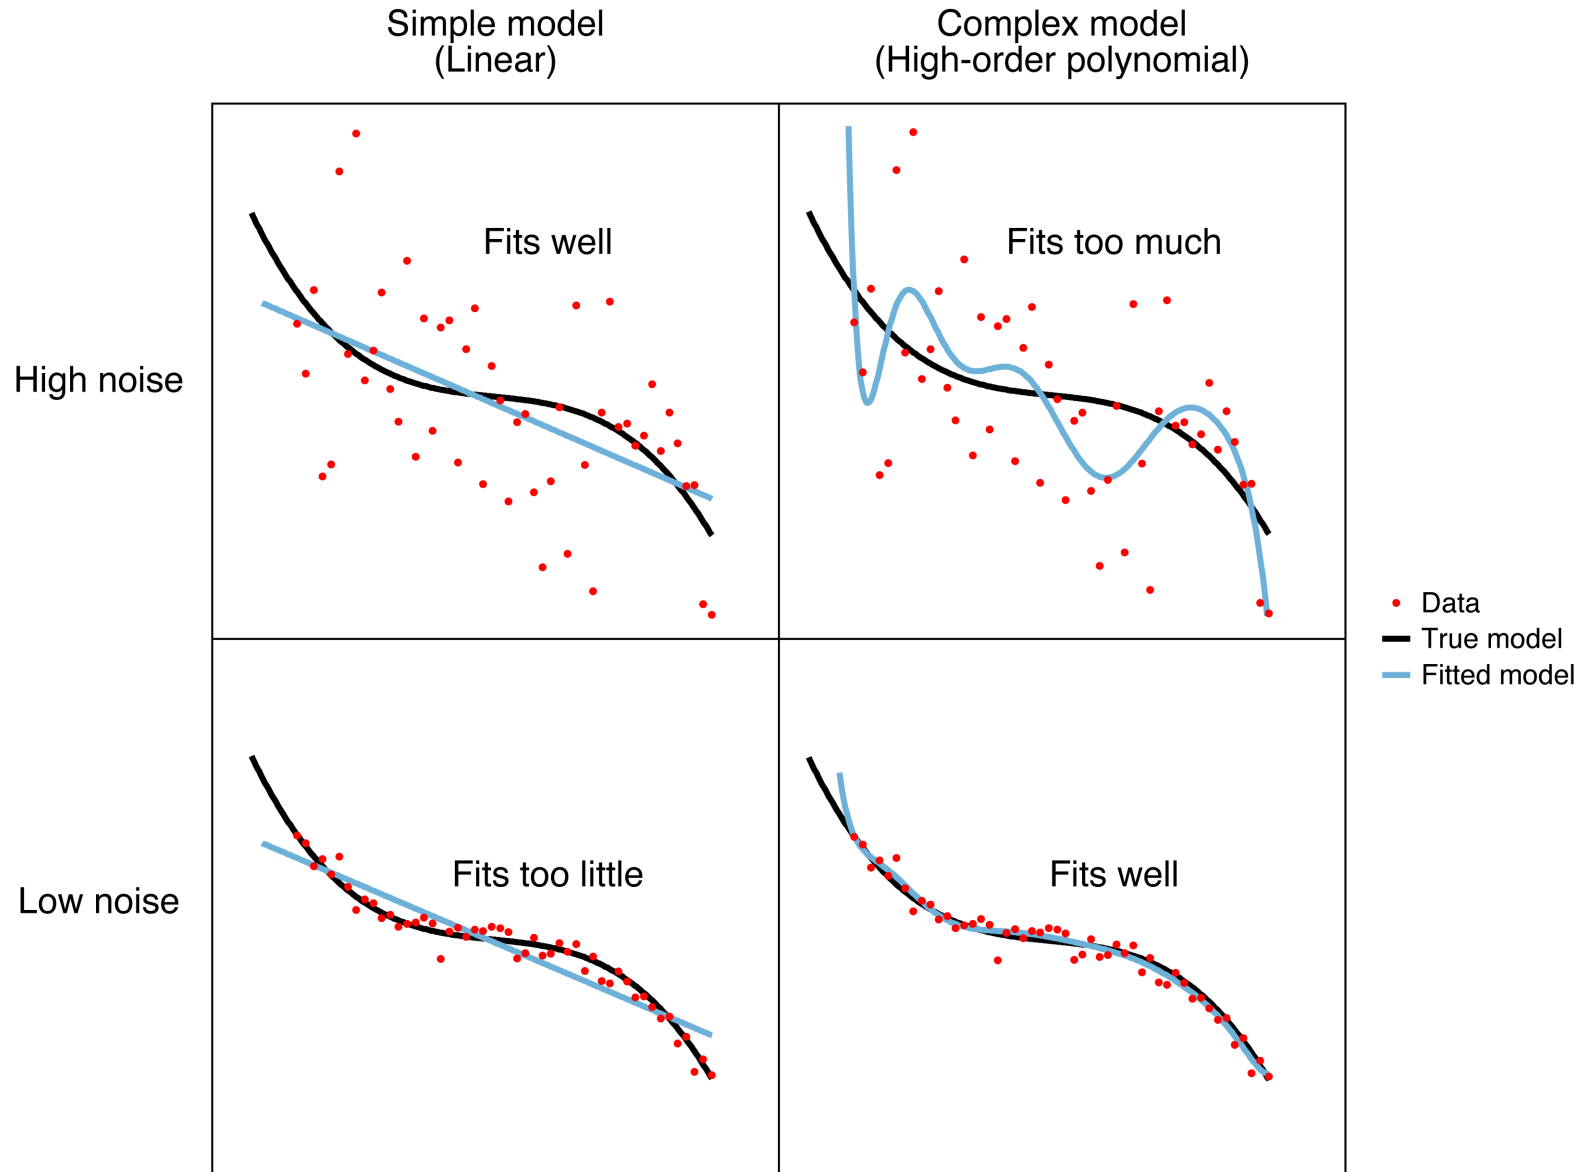 Simple model
(Linear)
Complex model
(High-order polynomial)
High noise
Fits well
Fits too much
Data
True model
Fitted model
Low noise
Fits too little
Fits well